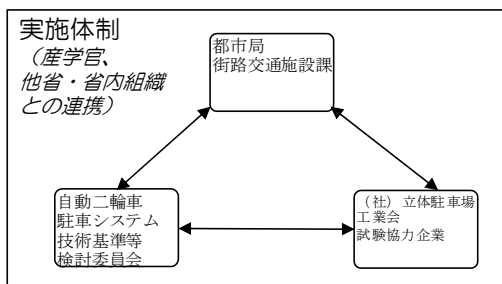 実施体制
（産学官、
他省・省内組織
との連携）
都市局
街路交通施設課
自動二輪車
駐車システム
技術基準等
検討委員会
（社）立体駐車場
工業会
試験協力企業